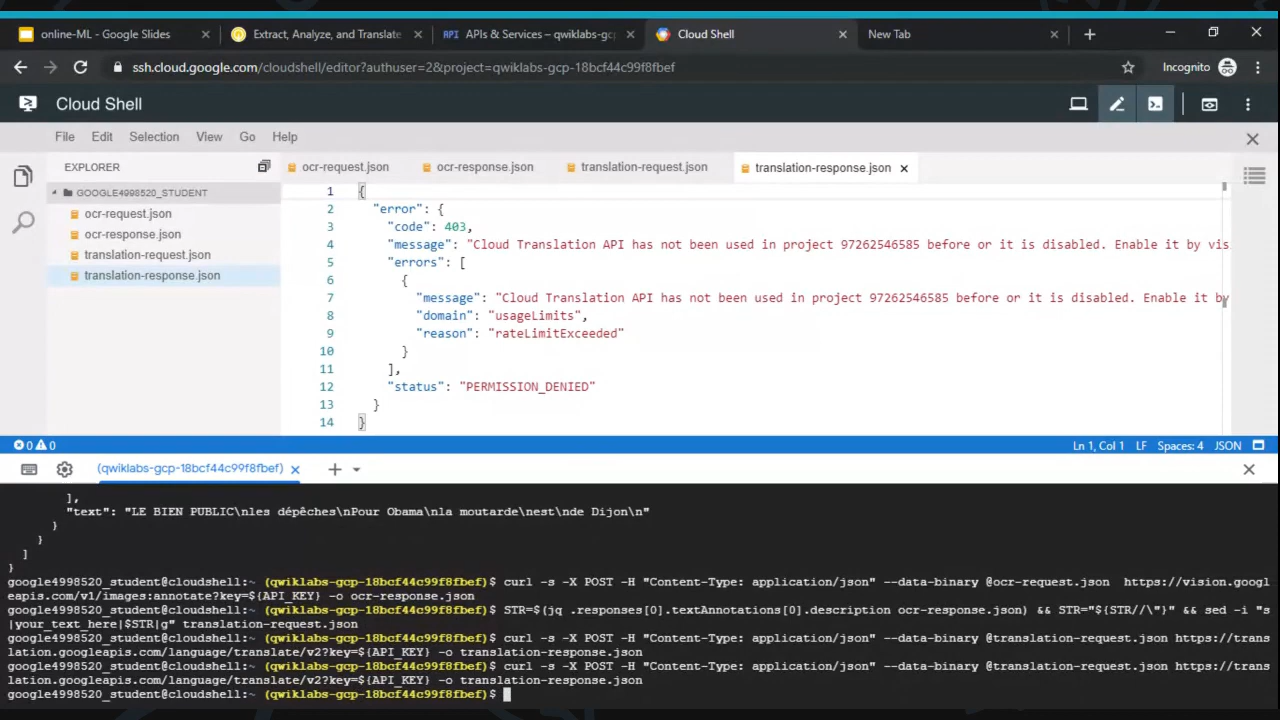 online-ML - Google Slides
Extract, Analyze, and Translate
API APIs & Services – qwiklabs-gc
Cloud Shell
New Tab
ssh.cloud.google.com/cloudshell/editor?authuser=2&project=qwiklabs-gcp-18bcf44c99f8fbef
Incognito
Cloud Shell
File Edit Selection View Go Help
EXPLORER
ocr-request.json
ocr-response.json
translation-request.json
translation-response.json
GOOGLE4998520_STUDENT
ocr-request.json
ocr-response.json
translation-request.json
translation-response.json
1 {
2 "error": {
3 "code": 403,
4 "message": "Cloud Translation API has not been used in project 97262546585 before or it is disabled. Enable it by vis
5 "errors": [
6 {
7 "message": "Cloud Translation API has not been used in project 97262546585 before or it is disabled. Enable it by
8 "domain": "usageLimits",
9 "reason": "rateLimitExceeded"
10 }
11 ],
12 "status": "PERMISSION_DENIED"
13 }
14 }
0 0
Ln 1, Col 1 LF Spaces: 4 JSON
(qwiklabs-gcp-18bcf44c99f8fbef)
],
"text": "LE BIEN PUBLIC\nles dépêches\nPour Obama\nla moutarde\nest\nde Dijon\n"
}
}
]
}
google4998520_student@cloudshell:~ (qwiklabs-gcp-18bcf44c99f8fbef)$ curl -s -X POST -H "Content-Type: application/json" --data-binary @ocr-request.json https://vision.googl
eapis.com/v1/images:annotate?key=${API_KEY} -o ocr-response.json
google4998520_student@cloudshell:~ (qwiklabs-gcp-18bcf44c99f8fbef)$ STR=$(jq .responses[0].textAnnotations[0].description ocr-response.json) && STR="${STR//\"}" && sed -i "s
|your_text_here|$STR|g" translation-request.json
google4998520_student@cloudshell:~ (qwiklabs-gcp-18bcf44c99f8fbef)$ curl -s -X POST -H "Content-Type: application/json" --data-binary @translation-request.json https://trans
lation.googleapis.com/language/translate/v2?key=${API_KEY} -o translation-response.json
google4998520_student@cloudshell:~ (qwiklabs-gcp-18bcf44c99f8fbef)$ curl -s -X POST -H "Content-Type: application/json" --data-binary @translation-request.json https://trans
lation.googleapis.com/language/translate/v2?key=${API_KEY} -o translation-response.json
google4998520_student@cloudshell:~ (qwiklabs-gcp-18bcf44c99f8fbef)$